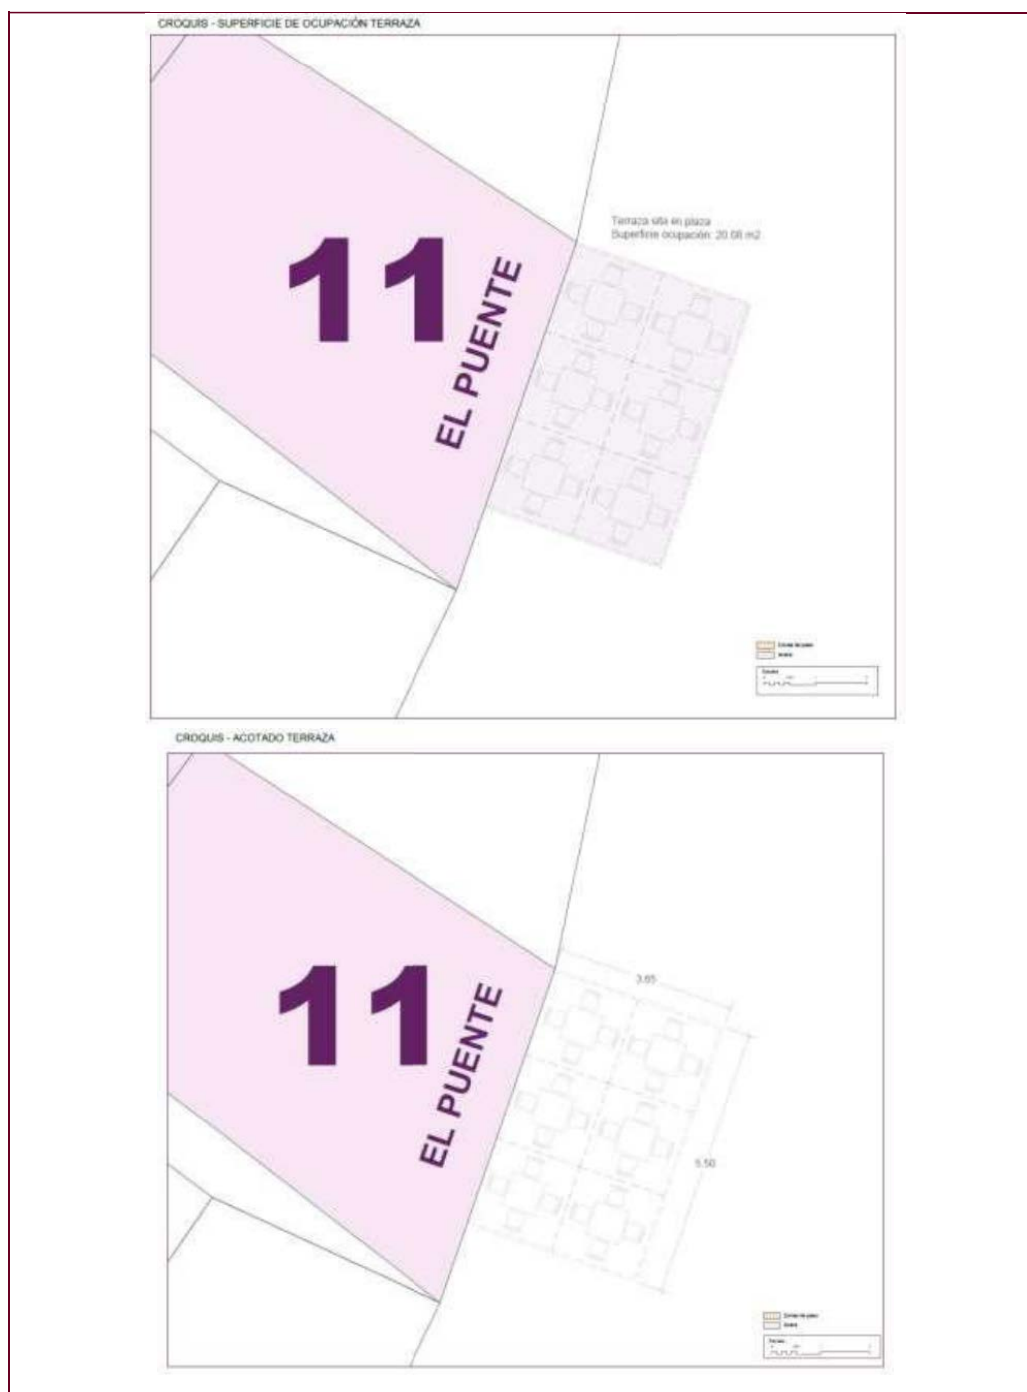 CROQUIS - SUPERFICIE DE OCUPACIÓN TERRAZA
Terraza sita en plaza
Superficie ocupación: 20.08 m2
11
EL PUENTE
CROQUIS - ACOTADO TERRAZA
3.65
11
EL PUENTE
5.50